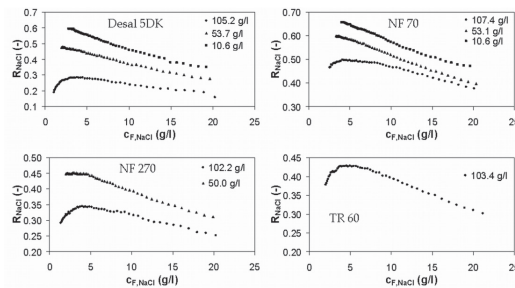 Desal 5DK
105.2 g/l
53.7 g/l
10.6 g/l
R_NaCl (-)
0.7
0.6
0.5
0.4
0.3
0.2
0.1
0 5 10 15 20 25
c_F,NaCl (g/l)
NF 70
107.4 g/l
53.1 g/l
10.6 g/l
R_NaCl (-)
0.70
0.60
0.50
0.40
0.30
0 5 10 15 20 25
c_F,NaCl (g/l)
NF 270
102.2 g/l
50.0 g/l
R_NaCl (-)
0.50
0.45
0.40
0.35
0.30
0.25
0.20
0 5 10 15 20 25
c_F,NaCl (g/l)
TR 60
103.4 g/l
R_NaCl (-)
0.45
0.40
0.35
0.30
0.25
0 5 10 15 20 25
c_F,NaCl (g/l)